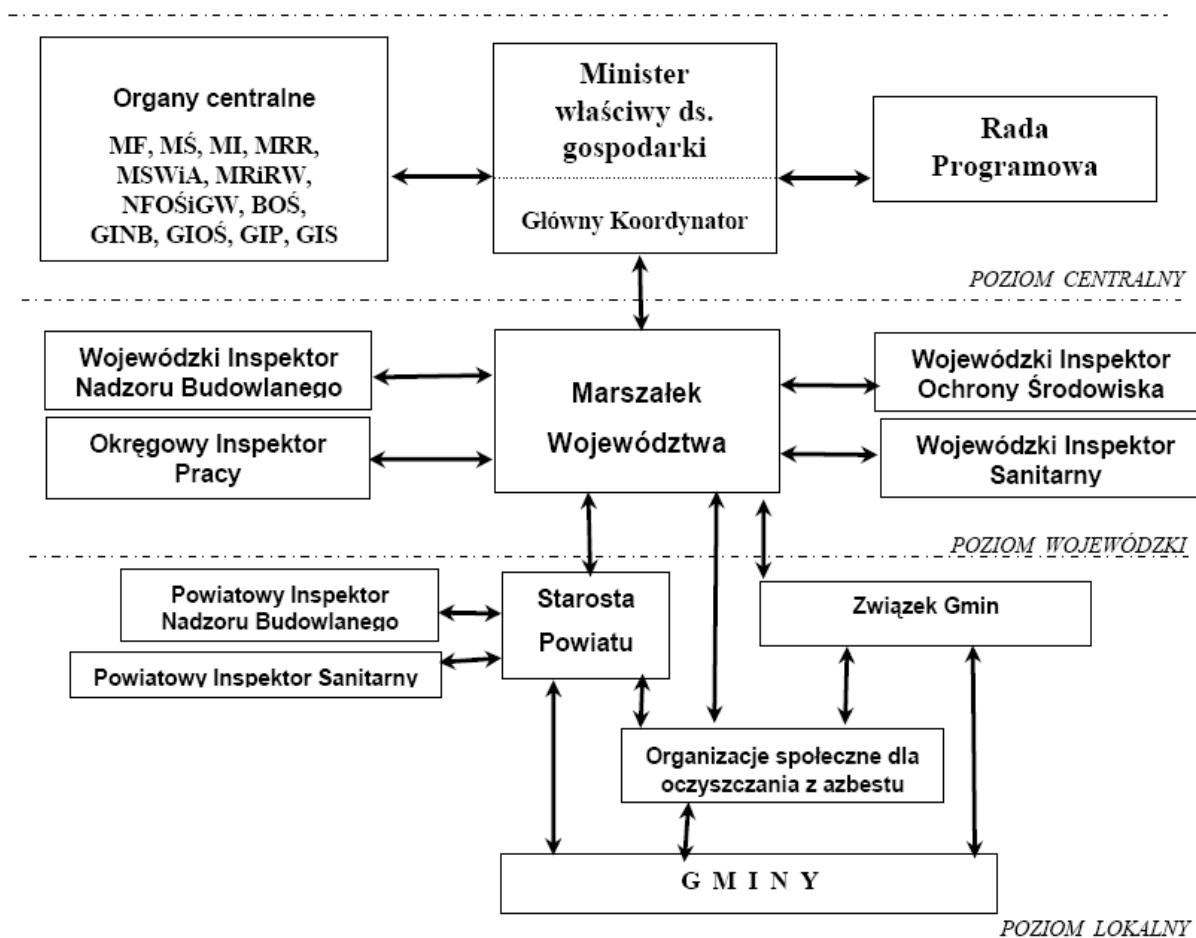 Organy centralne
MF, MŚ, MI, MRR,
MSWiA, MRiRW,
NFOŚiGW, BOŚ,
GINB, GIOŚ, GIP, GIS
Minister
właściwy ds.
gospodarki
Główny Koordynator
Rada
Programowa
POZIOM CENTRALNY
Wojewódzki Inspektor
Nadzoru Budowlanego
Okręgowy Inspektor
Pracy
Marszałek
Województwa
Wojewódzki Inspektor
Ochrony Środowiska
Wojewódzki Inspektor
Sanitarny
POZIOM WOJEWÓDZKI
Powiatowy Inspektor
Nadzoru Budowlanego
Powiatowy Inspektor Sanitarny
Starosta
Powiatu
Związek Gmin
Organizacje społeczne dla
oczyszczania z azbestu
G M I N Y
POZIOM LOKALNY